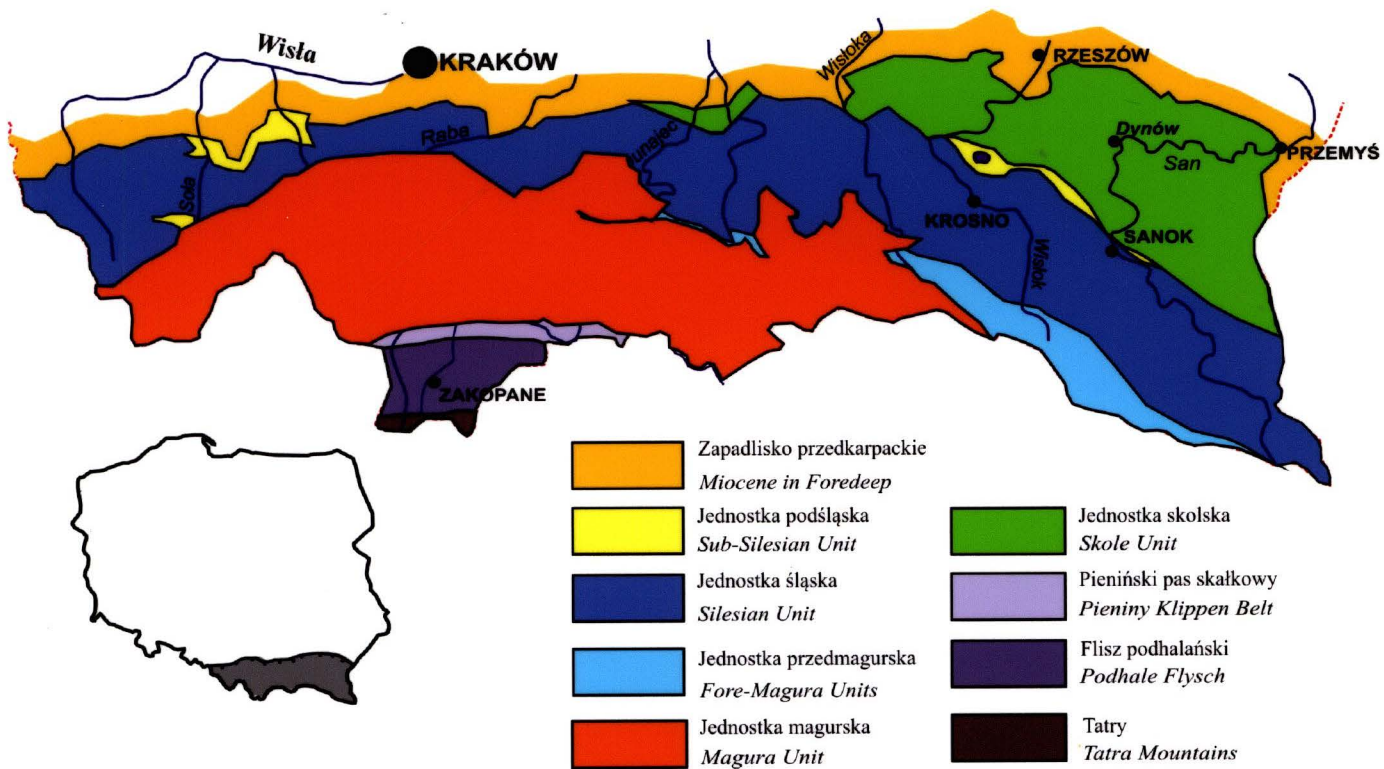 Wisła
KRAKÓW
Wisłoka
RZESZÓW
Raba
unajec
Dynów
San
PRZEMYŚ
Soła
KROSNO
SANOK
Wisłok
ZAKOPANE
Zapadlisko przedkarpackie
Miocene in Foredeep
Jednostka podśląska
Sub-Silesian Unit
Jednostka śląska
Silesian Unit
Jednostka przedmagurska
Fore-Magura Units
Jednostka magurska
Magura Unit
Jednostka skolska
Skole Unit
Pieniński pas skałkowy
Pieniny Klippen Belt
Flisz podhalański
Podhale Flysch
Tatry
Tatra Mountains